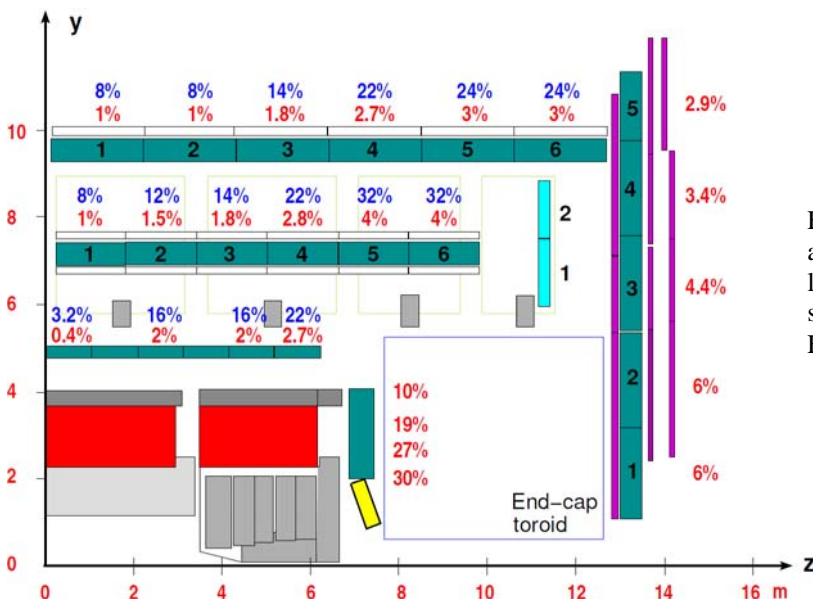 y
8% 8% 14% 22% 24% 24%
1% 1% 1.8% 2.7% 3% 3%
10
1 2 3 4 5 6
5
2.9%
8
8% 12% 14% 22% 32% 32%
1% 1.5% 1.8% 2.8% 4% 4%
2
4
3.4%
1 2 3 4 5 6
1
6
3
4.4%
3.2% 16% 16% 22%
0.4% 2% 2% 2.7%
4
10%
2
6%
19%
27%
2
30%
1
6%
End-cap
toroid
0
z
0 2 4 6 8 10 12 14 16 m